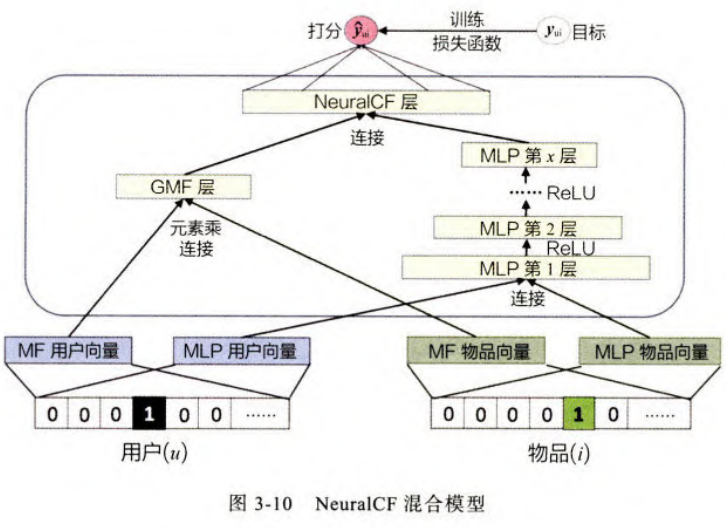 打分 ŷui 训练 yui 目标
损失函数
NeuralCF 层
连接
MLP 第 x 层
GMF 层
...... ReLU
元素乘
连接
MLP 第 2 层
ReLU
MLP 第 1 层
连接
MF 用户向量 MLP 用户向量 MF 物品向量 MLP 物品向量
0 0 0 1 0 0 ...... 0 0 0 0 1 0 ......
用户(u) 物品(i)
图 3-10 NeuralCF 混合模型